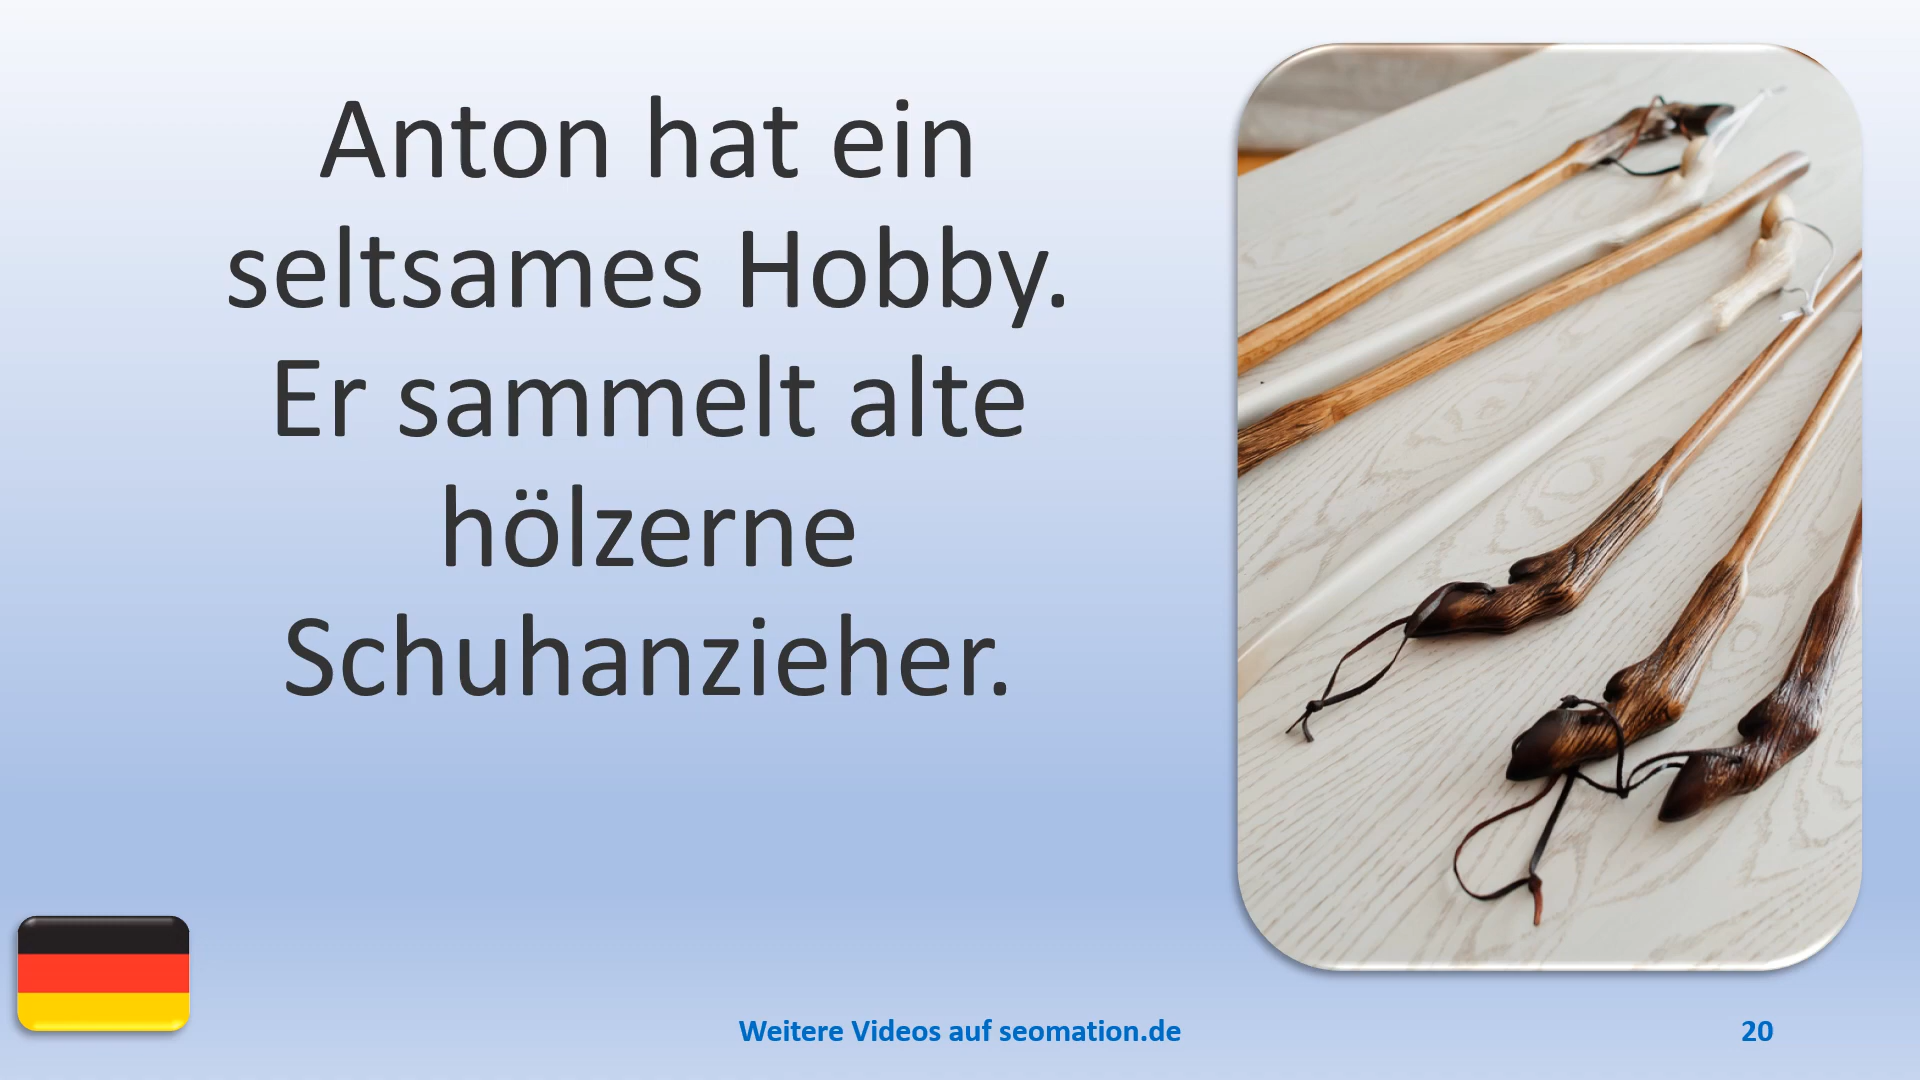 Anton hat ein
seltsames Hobby.
Er sammelt alte
hölzerne
Schuhanzieher.
Weitere Videos auf seomation.de
20